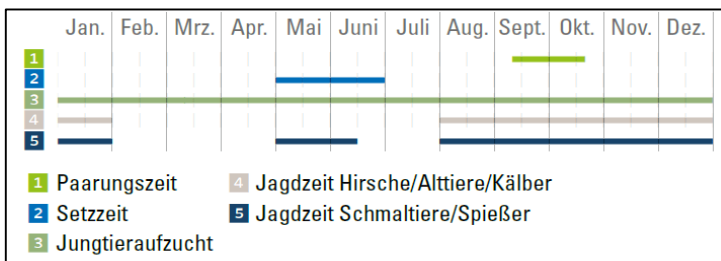 Jan. Feb. Mrz. Apr. Mai Juni Juli Aug. Sept. Okt. Nov. Dez.
1
2
3
4
5
1 Paarungszeit 4 Jagdzeit Hirsche/Alttiere/Kälber
2 Setzzeit 5 Jagdzeit Schmaltiere/Spießer
3 Jungtieraufzucht